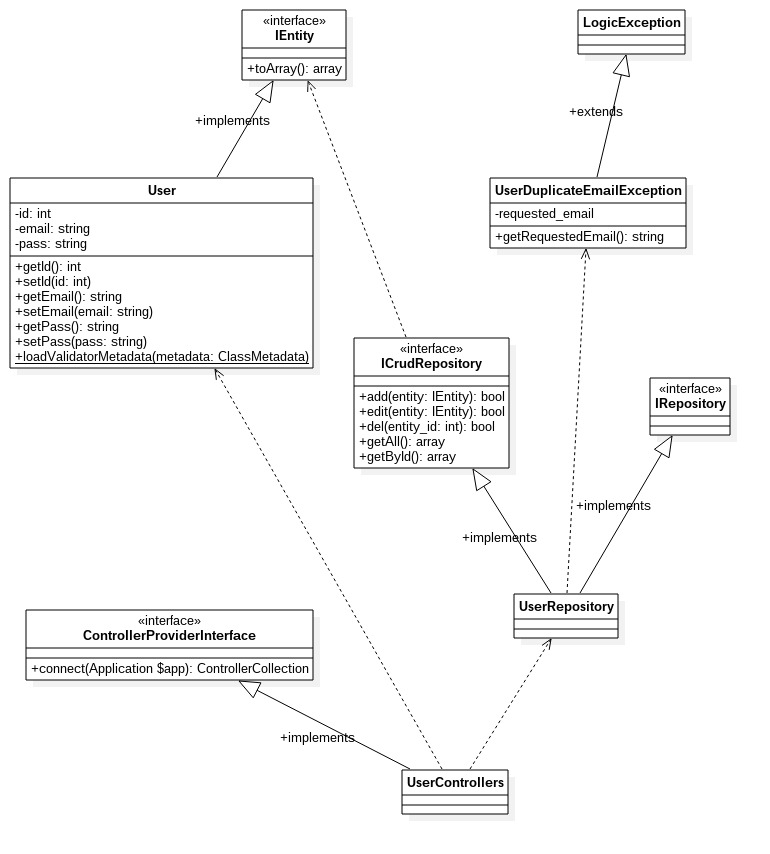 «interface»
IEntity
+toArray(): array
LogicException
+implements
+extends
User
-id: int
-email: string
-pass: string
+getId(): int
+setId(id: int)
+getEmail(): string
+setEmail(email: string)
+getPass(): string
+setPass(pass: string)
+loadValidatorMetadata(metadata: ClassMetadata)
UserDuplicateEmailException
-requested_email
+getRequestedEmail(): string
«interface»
ICrudRepository
+add(entity: IEntity): bool
+edit(entity: IEntity): bool
+del(entity_id: int): bool
+getAll(): array
+getById(): array
«interface»
IRepository
+implements
+implements
UserRepository
«interface»
ControllerProviderInterface
+connect(Application $app): ControllerCollection
+implements
UserControllers